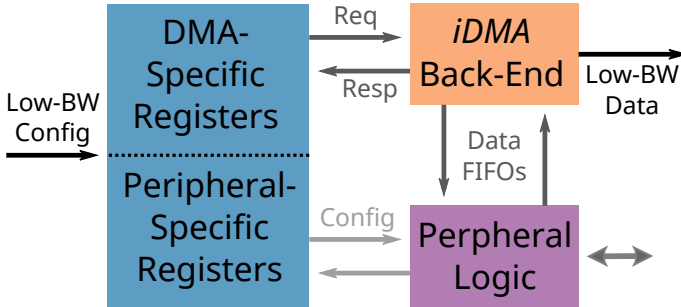 Low-BW
Config
DMA-
Specific
Registers
Peripheral-
Specific
Registers
Req
Resp
Config
iDMA
Back-End
Data
FIFOs
Perpheral
Logic
Low-BW
Data